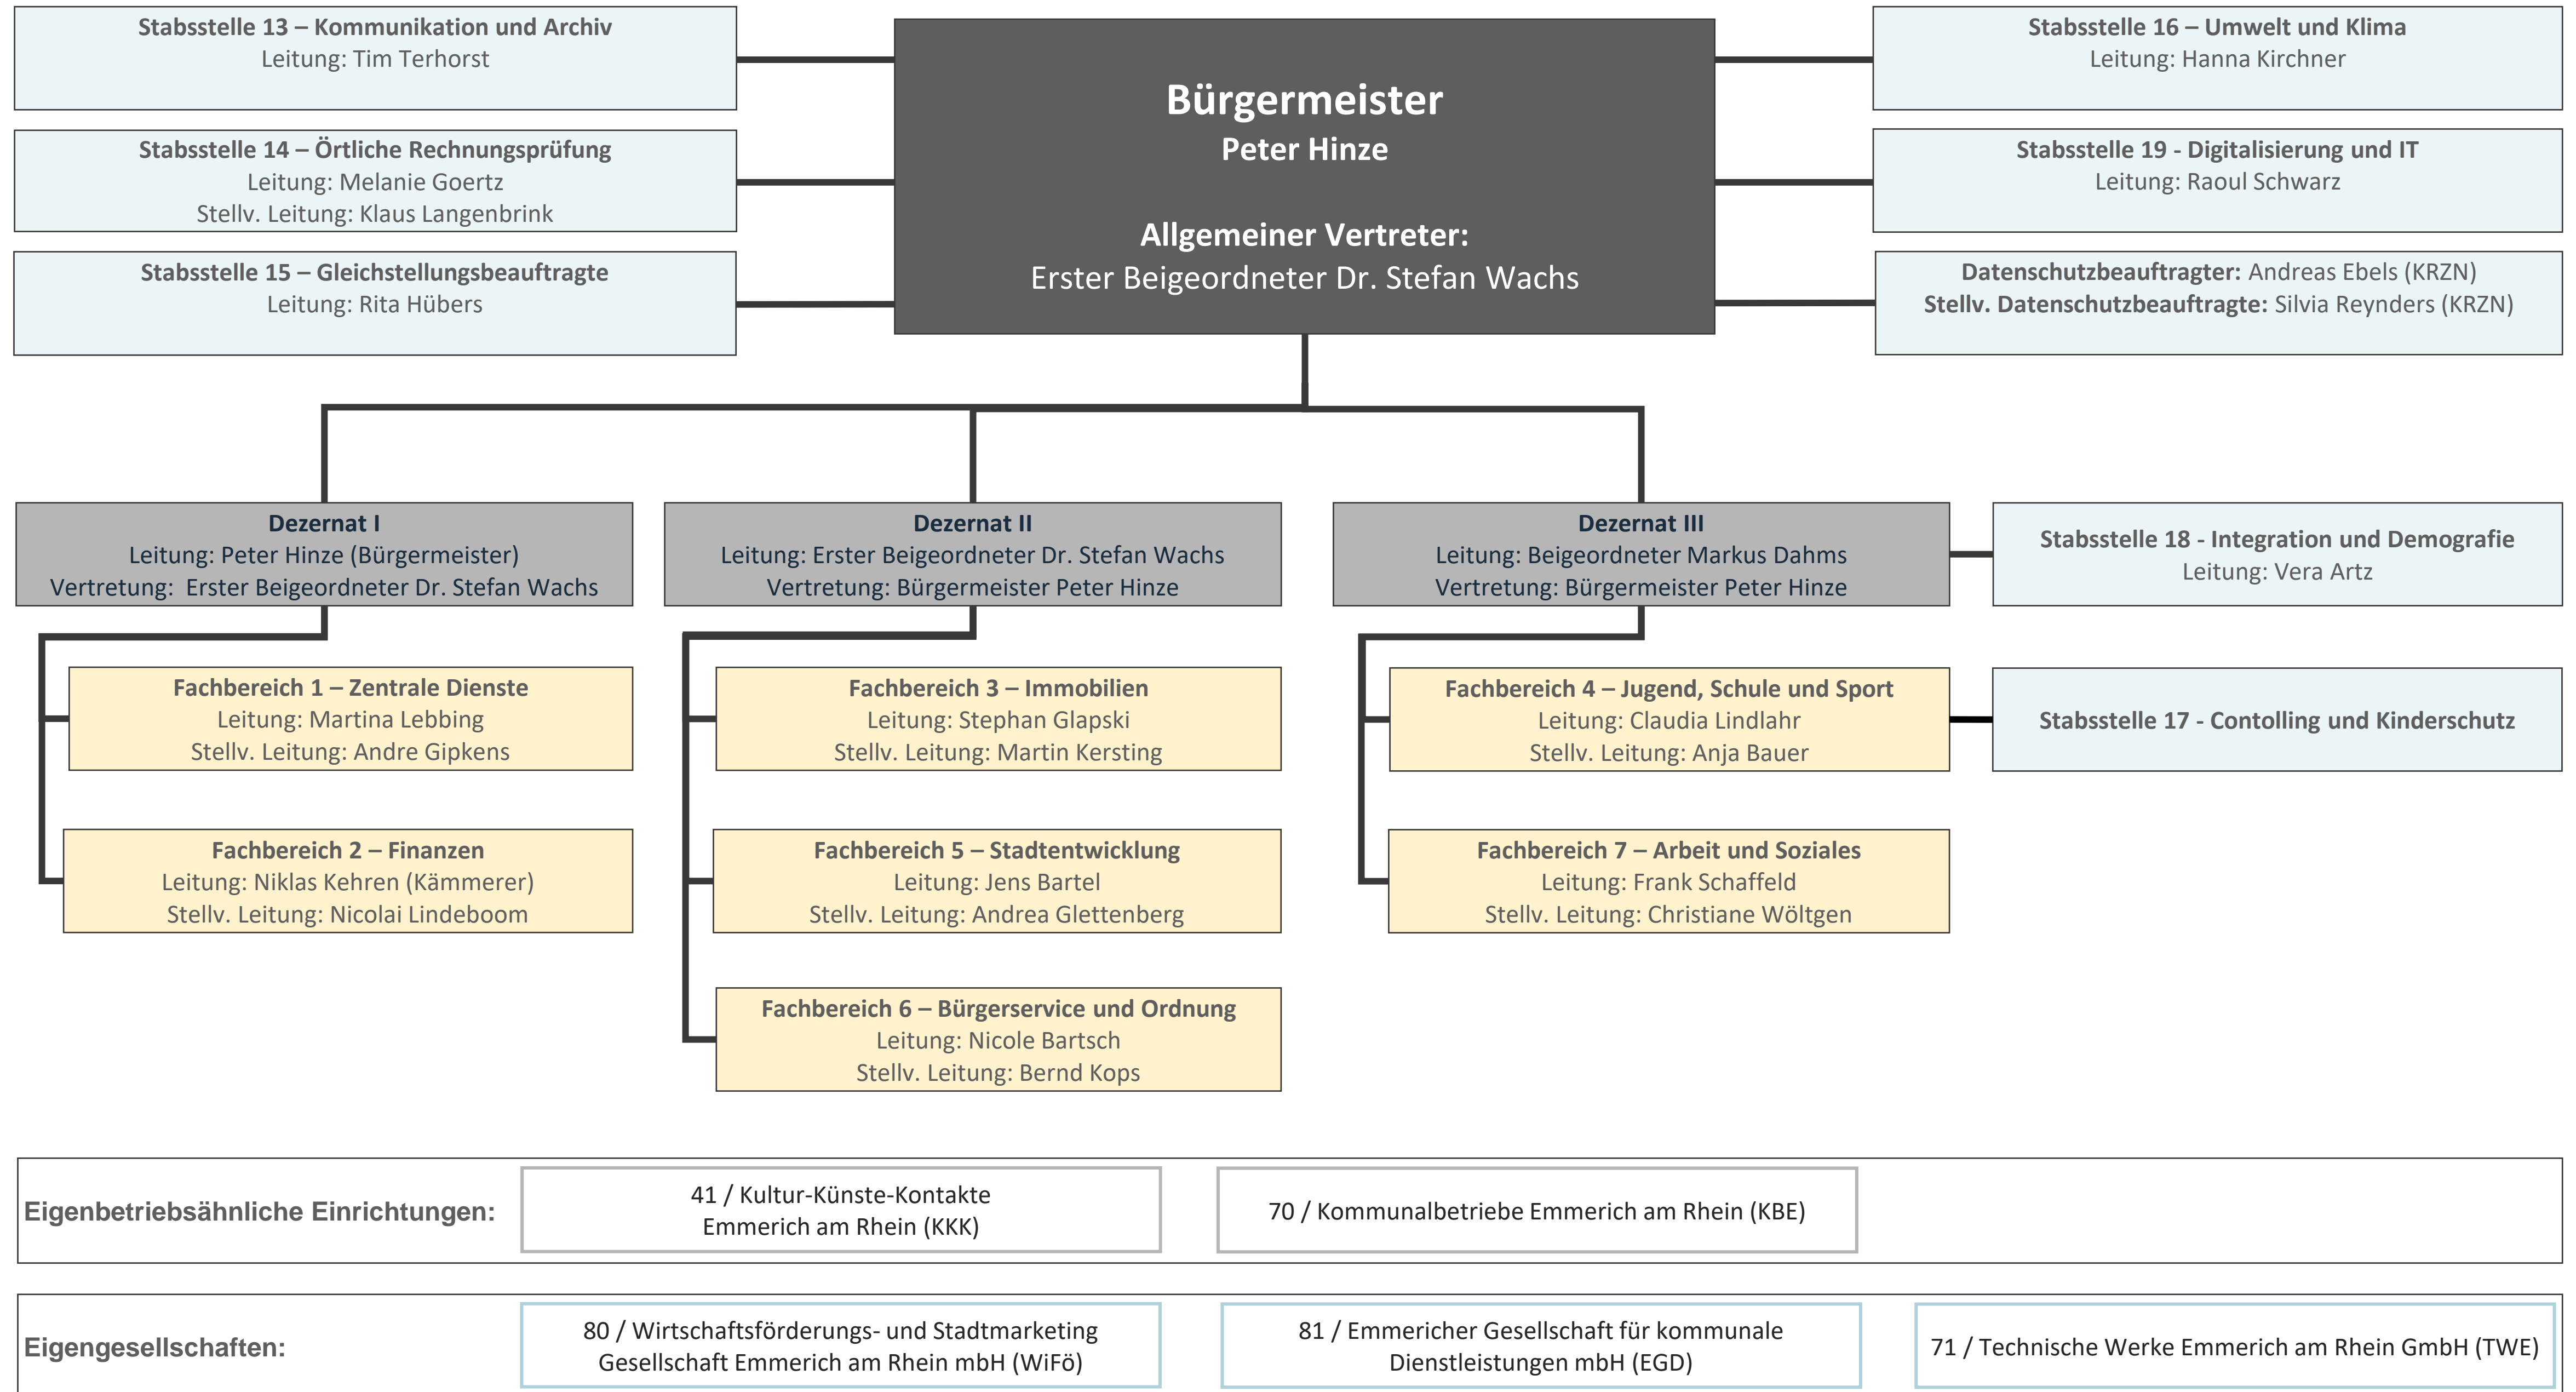 Stabsstelle 13 – Kommunikation und Archiv
Leitung: Tim Terhorst
Stabsstelle 14 – Örtliche Rechnungsprüfung
Leitung: Melanie Goertz
Stellv. Leitung: Klaus Langenbrink
Stabsstelle 15 – Gleichstellungsbeauftragte
Leitung: Rita Hübers
Bürgermeister
Peter Hinze
Allgemeiner Vertreter:
Erster Beigeordneter Dr. Stefan Wachs
Stabsstelle 16 – Umwelt und Klima
Leitung: Hanna Kirchner
Stabsstelle 19 - Digitalisierung und IT
Leitung: Raoul Schwarz
Datenschutzbeauftragter: Andreas Ebels (KRZN)
Stellv. Datenschutzbeauftragte: Silvia Reynders (KRZN)
Dezernat I
Leitung: Peter Hinze (Bürgermeister)
Vertretung: Erster Beigeordneter Dr. Stefan Wachs
Dezernat II
Leitung: Erster Beigeordneter Dr. Stefan Wachs
Vertretung: Bürgermeister Peter Hinze
Dezernat III
Leitung: Beigeordneter Markus Dahms
Vertretung: Bürgermeister Peter Hinze
Stabsstelle 18 - Integration und Demografie
Leitung: Vera Artz
Fachbereich 1 – Zentrale Dienste
Leitung: Martina Lebbing
Stellv. Leitung: Andre Gipkens
Fachbereich 3 – Immobilien
Leitung: Stephan Glapski
Stellv. Leitung: Martin Kersting
Fachbereich 4 – Jugend, Schule und Sport
Leitung: Claudia Lindlahr
Stellv. Leitung: Anja Bauer
Stabsstelle 17 - Contolling und Kinderschutz
Fachbereich 2 – Finanzen
Leitung: Niklas Kehren (Kämmerer)
Stellv. Leitung: Nicolai Lindeboom
Fachbereich 5 – Stadtentwicklung
Leitung: Jens Bartel
Stellv. Leitung: Andrea Glettenberg
Fachbereich 7 – Arbeit und Soziales
Leitung: Frank Schaffeld
Stellv. Leitung: Christiane Wöltgen
Fachbereich 6 – Bürgerservice und Ordnung
Leitung: Nicole Bartsch
Stellv. Leitung: Bernd Kops
Eigenbetriebsähnliche Einrichtungen:
41 / Kultur-Künste-Kontakte
Emmerich am Rhein (KKK)
70 / Kommunalbetriebe Emmerich am Rhein (KBE)
Eigengesellschaften:
80 / Wirtschaftsförderungs- und Stadtmarketing
Gesellschaft Emmerich am Rhein mbH (WiFö)
81 / Emmericher Gesellschaft für kommunale
Dienstleistungen mbH (EGD)
71 / Technische Werke Emmerich am Rhein GmbH (TWE)